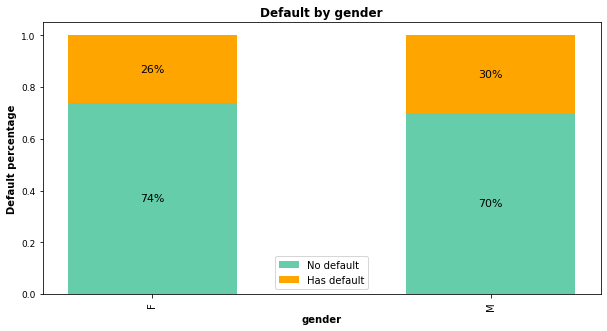 Default by gender
Default percentage
1.0
0.8
0.6
0.4
0.2
0.0
26%
30%
74%
70%
No default
Has default
F
M
gender